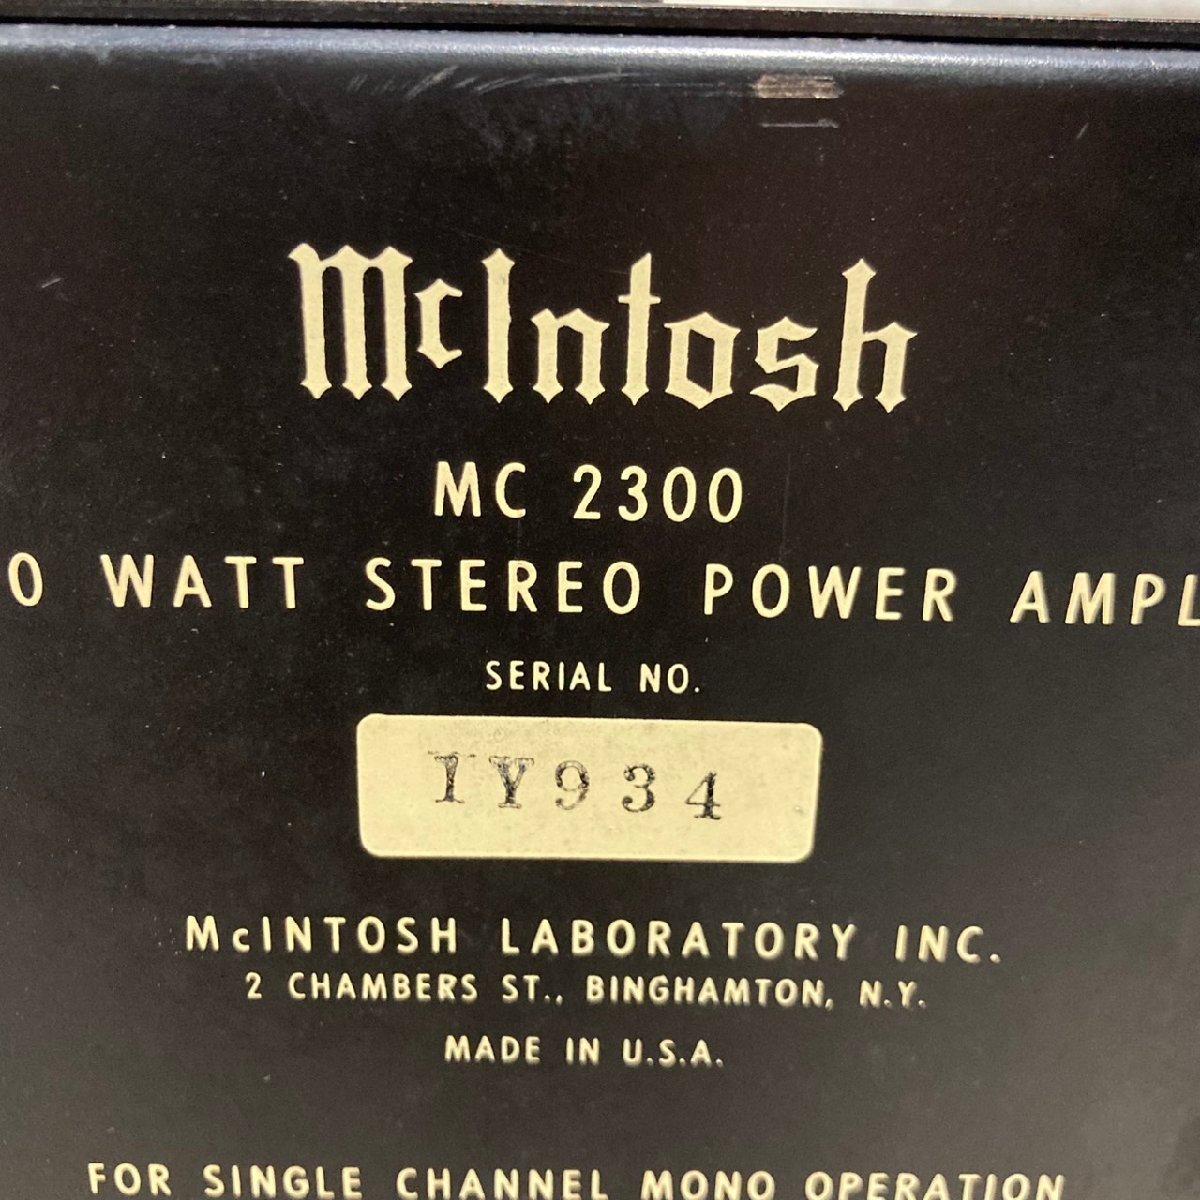 McIntosh
MC 2300
0 WATT STEREO POWER AMPL
SERIAL NO.
1Y934
McINTOSH LABORATORY INC.
2 CHAMBERS ST., BINGHAMTON, N.Y.
MADE IN U.S.A.
FOR SINGLE CHANNEL MONO OPERATION